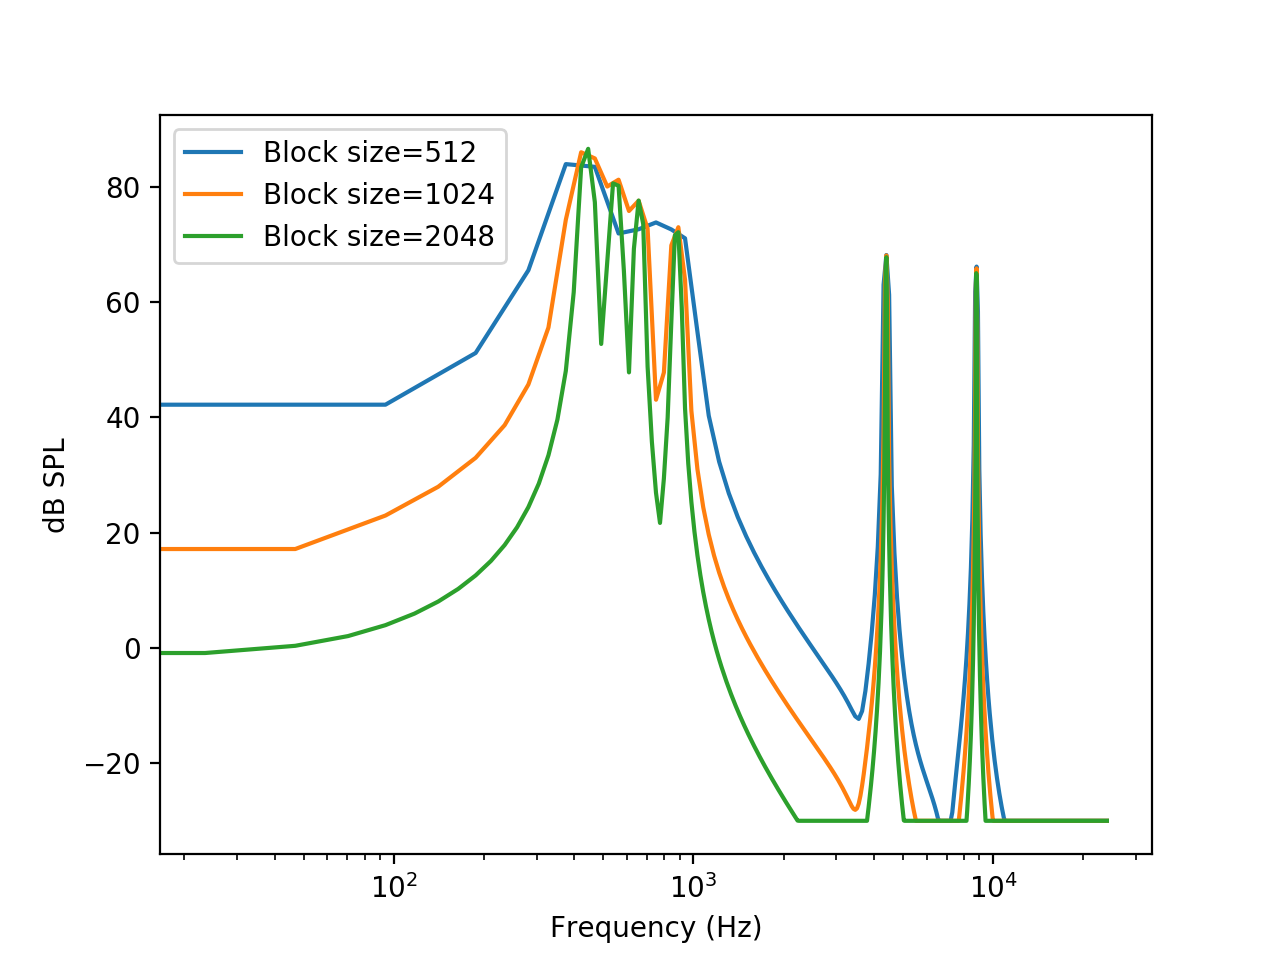 Block size=512
Block size=1024
Block size=2048
80
60
40
20
0
−20
dB SPL
10²
10³
10⁴
Frequency (Hz)